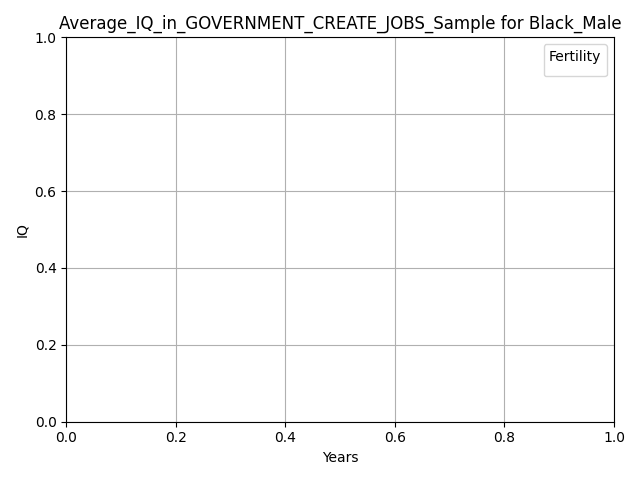 Average_IQ_in_GOVERNMENT_CREATE_JOBS_Sample for Black_Male
Fertility
1.0
0.8
0.6
0.4
0.2
0.0
IQ
0.0 0.2 0.4 0.6 0.8 1.0
Years